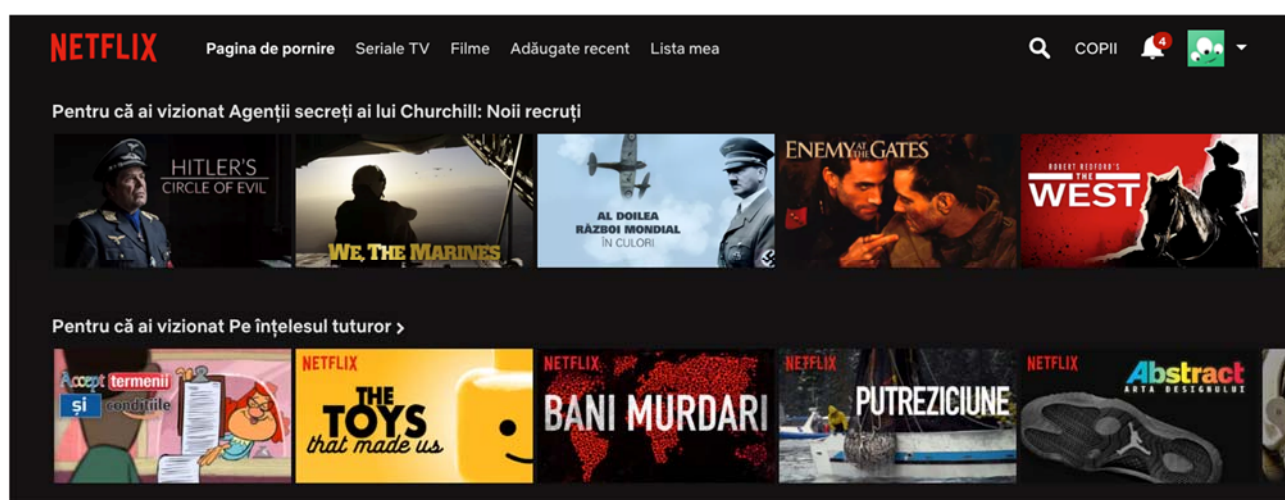 NETFLIX
Pagina de pornire Seriale TV Filme Adăugate recent Lista mea
COPII 4
Pentru că ai vizionat Agenții secreți ai lui Churchill: Noii recruți
HITLER'S
CIRCLE OF EVIL
WE, THE MARINES
AL DOILEA
RĂZBOI MONDIAL
ÎN CULORI
ENEMY AT THE GATES
ROBERT REDFORD'S
THE
WEST
Pentru că ai vizionat Pe înțelesul tuturor >
Accept termenii
și condițiile
NETFLIX
THE
TOYS
that made us
NETFLIX
BANI MURDARI
NETFLIX
PUTREZICIUNE
NETFLIX
Abstract
ARTA DESIGNULUI